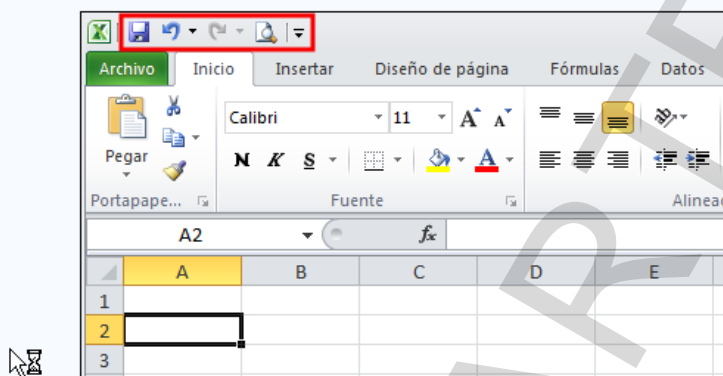 Archivo Inicio Insertar Diseño de página Fórmulas Datos
Calibri 11 A A
Pegar N K S A
Portapape... Fuente Alinea
A2 fx
A B C D E
1
2
3
ARTE